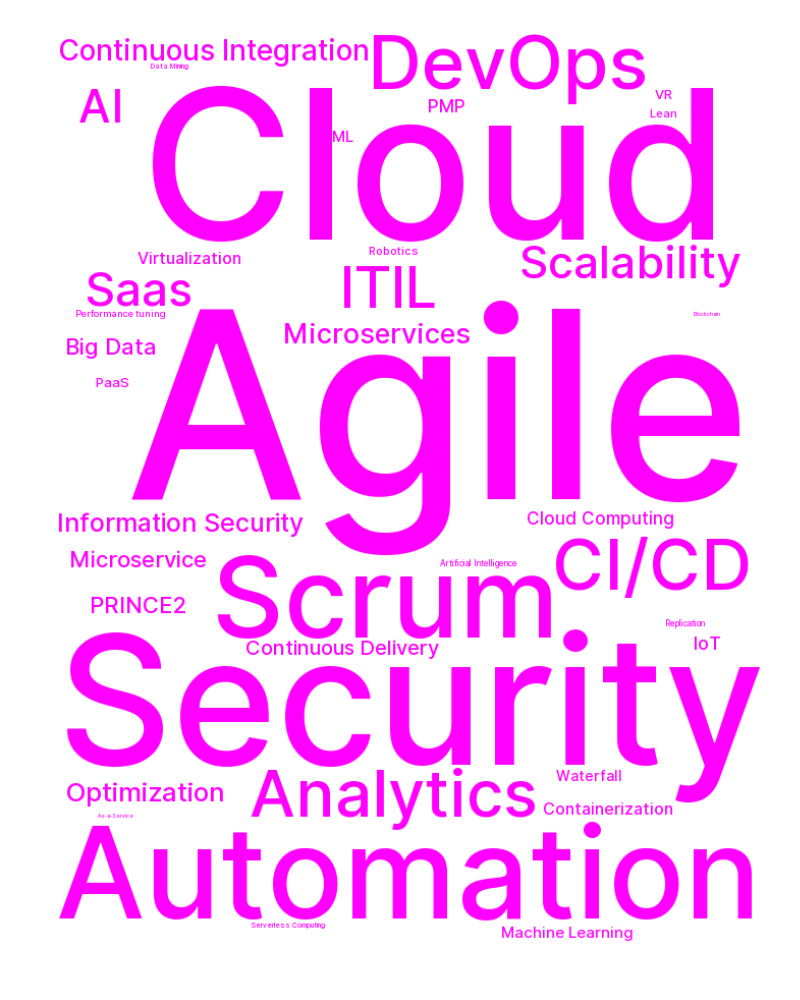 Continuous Integration
DevOps
Data Mining
AI
Cloud
VR
PMP
Lean
ML
Virtualization
Robotics
Scalability
Saas
ITIL
Performance tuning
Blockchain
Microservices
Big Data
PaaS
Agile
Information Security
Cloud Computing
Microservice
Scrum
Artificial Intelligence
CI/CD
PRINCE2
Replication
IoT
Continuous Delivery
Security
Waterfall
Optimization
Analytics
Containerization
As-a-Service
Automation
Serverless Computing
Machine Learning